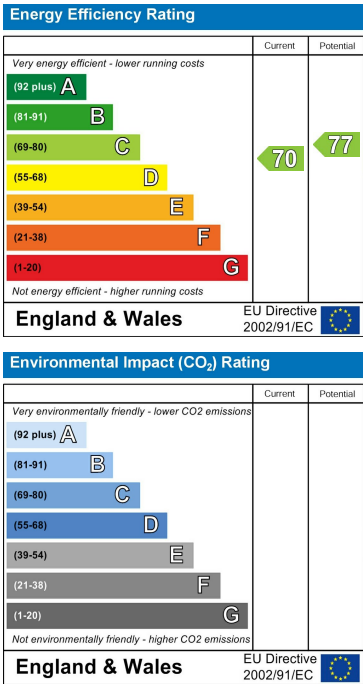 Energy Efficiency Rating
Current Potential
Very energy efficient - lower running costs
(92 plus) A
(81-91) B
(69-80) C
(55-68) D
(39-54) E
(21-38) F
(1-20) G
70
77
Not energy efficient - higher running costs
England & Wales
EU Directive
2002/91/EC
Environmental Impact (CO₂) Rating
Current Potential
Very environmentally friendly - lower CO2 emissions
(92 plus) A
(81-91) B
(69-80) C
(55-68) D
(39-54) E
(21-38) F
(1-20) G
Not environmentally friendly - higher CO2 emissions
England & Wales
EU Directive
2002/91/EC